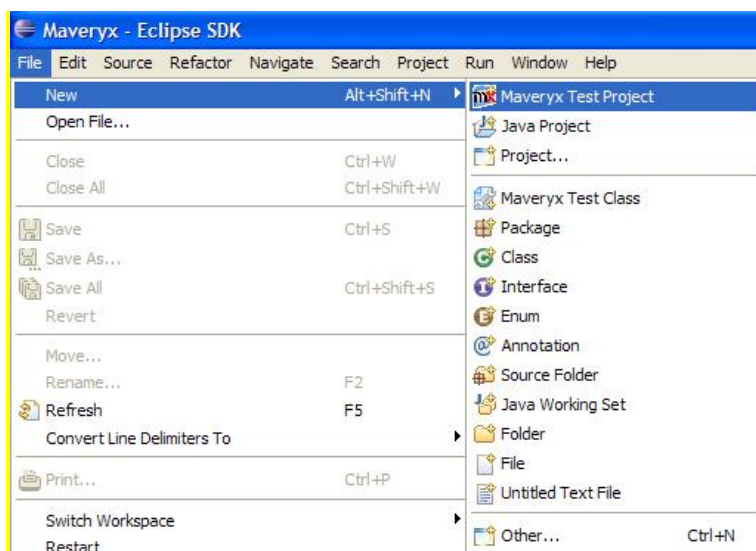 Maveryx - Eclipse SDK
File Edit Source Refactor Navigate Search Project Run Window Help
New Alt+Shift+N
Open File...
Close Ctrl+W
Close All Ctrl+Shift+W
Save Ctrl+S
Save As...
Save All Ctrl+Shift+S
Revert
Move...
Rename... F2
Refresh F5
Convert Line Delimiters To
Print... Ctrl+P
Switch Workspace
Restart
Maveryx Test Project
Java Project
Project...
Maveryx Test Class
Package
Class
Interface
Enum
Annotation
Source Folder
Java Working Set
Folder
File
Untitled Text File
Other... Ctrl+N